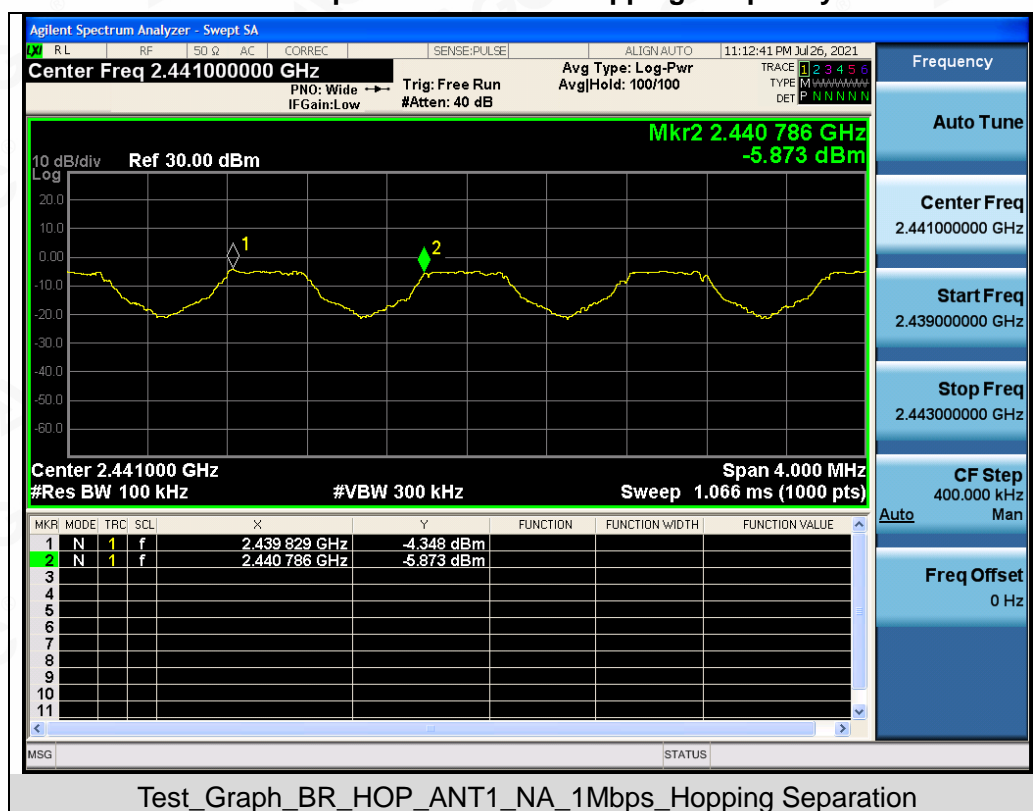 Agilent Spectrum Analyzer - Swept SA
LXI RL RF 50 Ω AC CORREC SENSE:PULSE ALIGN AUTO 11:12:41 PM Jul 26, 2021
Center Freq 2.441000000 GHz
PNO: Wide
IFGain:Low
Trig: Free Run
#Atten: 40 dB
Avg Type: Log-Pwr
Avg|Hold: 100/100
TRACE 1 2 3 4 5 6
TYPE MWWWWW
DET P N N N N N
Mkr2 2.440 786 GHz
-5.873 dBm
10 dB/div Ref 30.00 dBm
Log
20.0
10.0
0.00
-10.0
-20.0
-30.0
-40.0
-50.0
-60.0
1
2
Center 2.441000 GHz Span 4.000 MHz
#Res BW 100 kHz #VBW 300 kHz Sweep 1.066 ms (1000 pts)
MKR MODE TRC SCL X Y FUNCTION FUNCTION WIDTH FUNCTION VALUE
1 N 1 f 2.439 829 GHz -4.348 dBm
2 N 1 f 2.440 786 GHz -5.873 dBm
3
4
5
6
7
8
9
10
11
MSG STATUS
Frequency
Auto Tune
Center Freq
2.441000000 GHz
Start Freq
2.439000000 GHz
Stop Freq
2.443000000 GHz
CF Step
400.000 kHz
Auto Man
Freq Offset
0 Hz
Test_Graph_BR_HOP_ANT1_NA_1Mbps_Hopping Separation